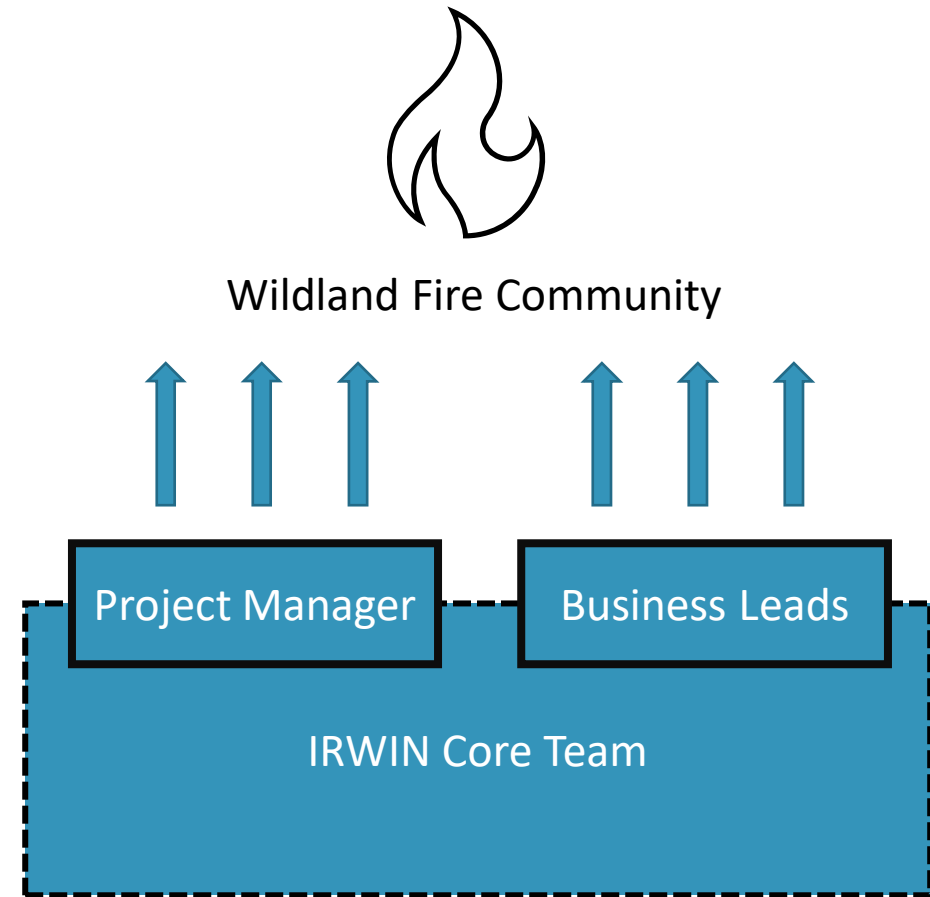 Wildland Fire Community
Project Manager
Business Leads
IRWIN Core Team